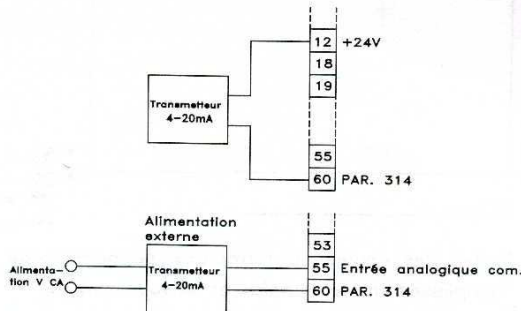 12 +24V
18
19
Transmetteur
4-20mA
55
60 PAR. 314
Alimentation
externe
53
Alimenta-
tion V CA
Transmetteur
4-20mA
55 Entrée analogique com.
60 PAR. 314